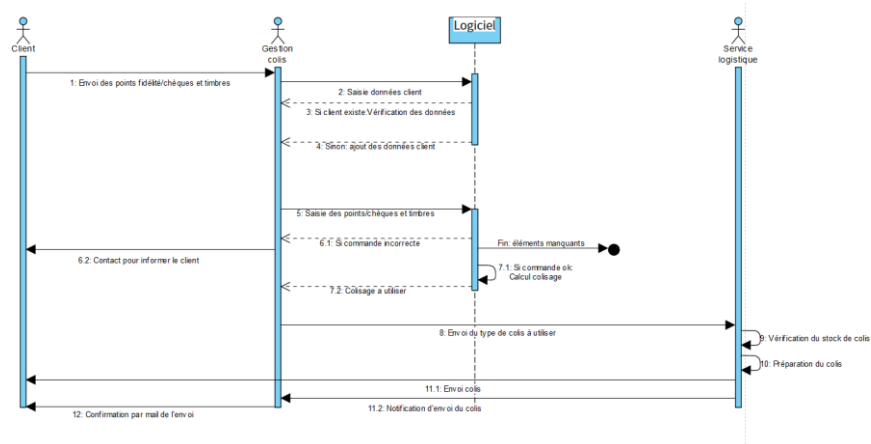 Logiciel
Client
Gestion
colis
Service
logistique
1: Envoi des points fidélité/chèques et timbres
2: Saisie données client
3: Si client existe:Vérification des données
4: Sinon: ajout des données client
5: Saisie des points/chèques et timbres
6.1: Si commande incorrecte
Fin: éléments manquants
6.2: Contact pour informer le client
7.1: Si commande ok:
Calcul colisage
7.2: Colisage a utiliser
8: Envoi du type de colis à utiliser
9: Vérification du stock de colis
10: Préparation du colis
11.1: Envoi colis
11.2: Notification d'envoi du colis
12: Confirmation par mail de l'envoi